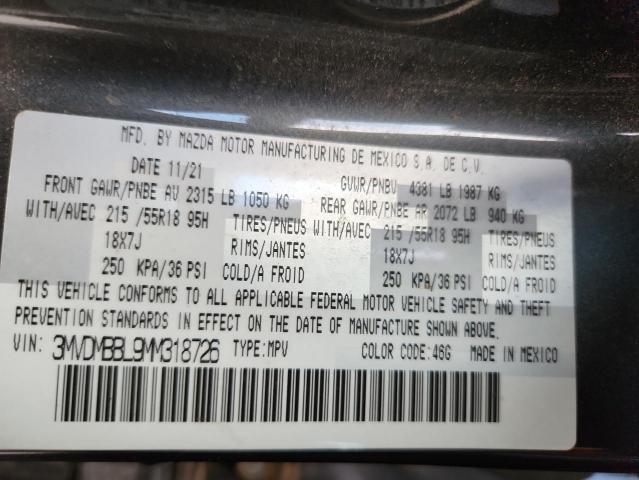 MFD. BY MAZDA MOTOR MANUFACTURING DE MEXICO S.A. DE C.V.
DATE 11/21 GVWR/PNBV 4381 LB 1987 KG
FRONT GAWR/PNBE AV 2315 LB 1050 KG REAR GAWR/PNBE AR 2072 LB 940 KG
WITH/AVEC 215 /55R18 95H TIRES/PNEUS WITH/AVEC 215 /55R18 95H TIRES/PNEUS
18X7J RIMS/JANTES 18X7J RIMS/JANTES
250 KPA/36 PSI COLD/A FROID 250 KPA/36 PSI COLD/A FROID
THIS VEHICLE CONFORMS TO ALL APPLICABLE FEDERAL MOTOR VEHICLE SAFETY AND THEFT
PREVENTION STANDARDS IN EFFECT ON THE DATE OF MANUFACTURE SHOWN ABOVE.
VIN: 3MVDMBBL9NM318726 TYPE:MPV COLOR CODE:46G MADE IN MEXICO